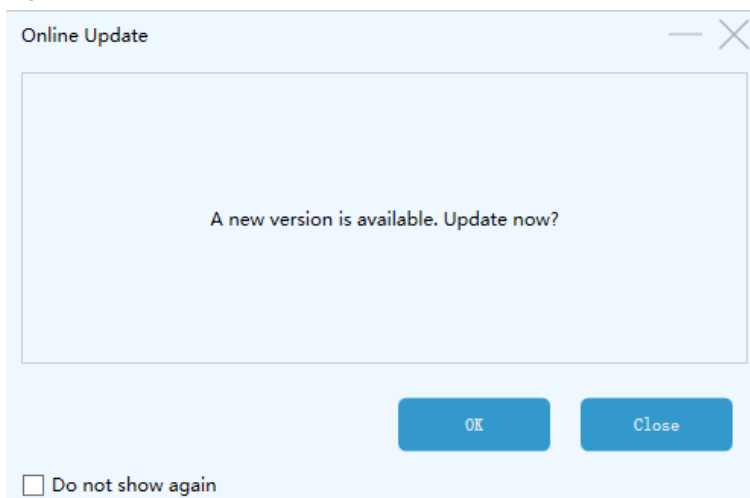 Online Update
A new version is available. Update now?
OK
Close
Do not show again